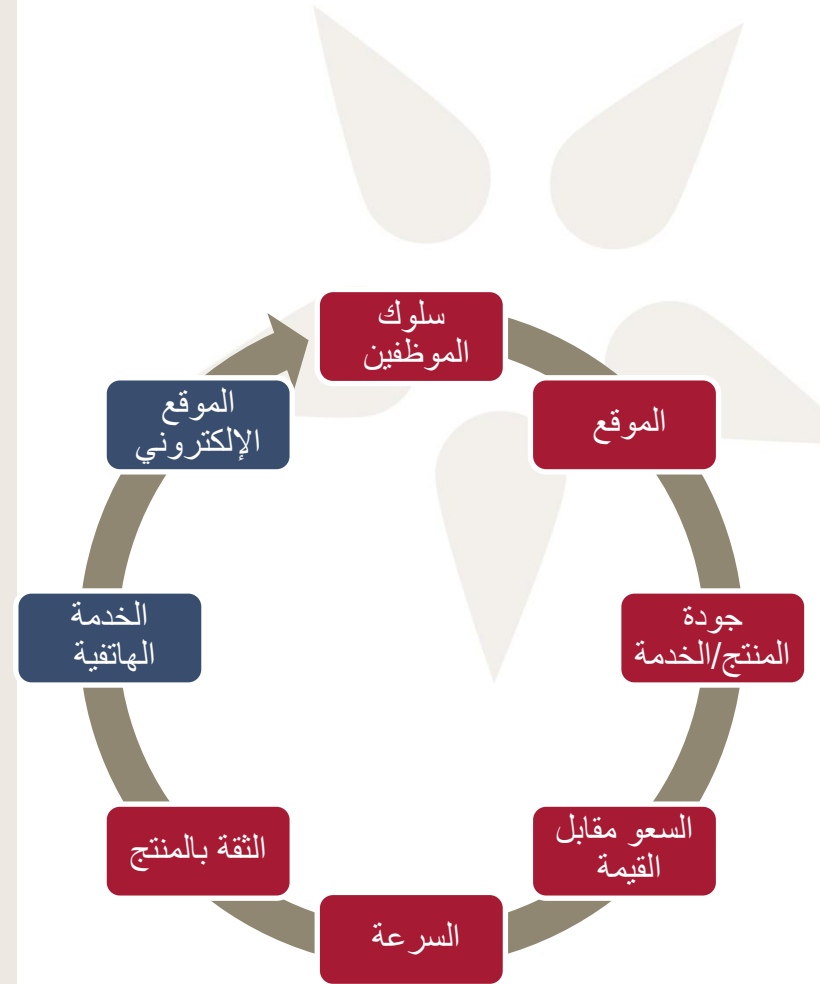 سلوك
الموظفين
الموقع
جودة
المنتج/الخدمة
السعو مقابل
القيمة
السرعة
الثقة بالمنتج
الخدمة
الهاتفية
الموقع
الإلكتروني